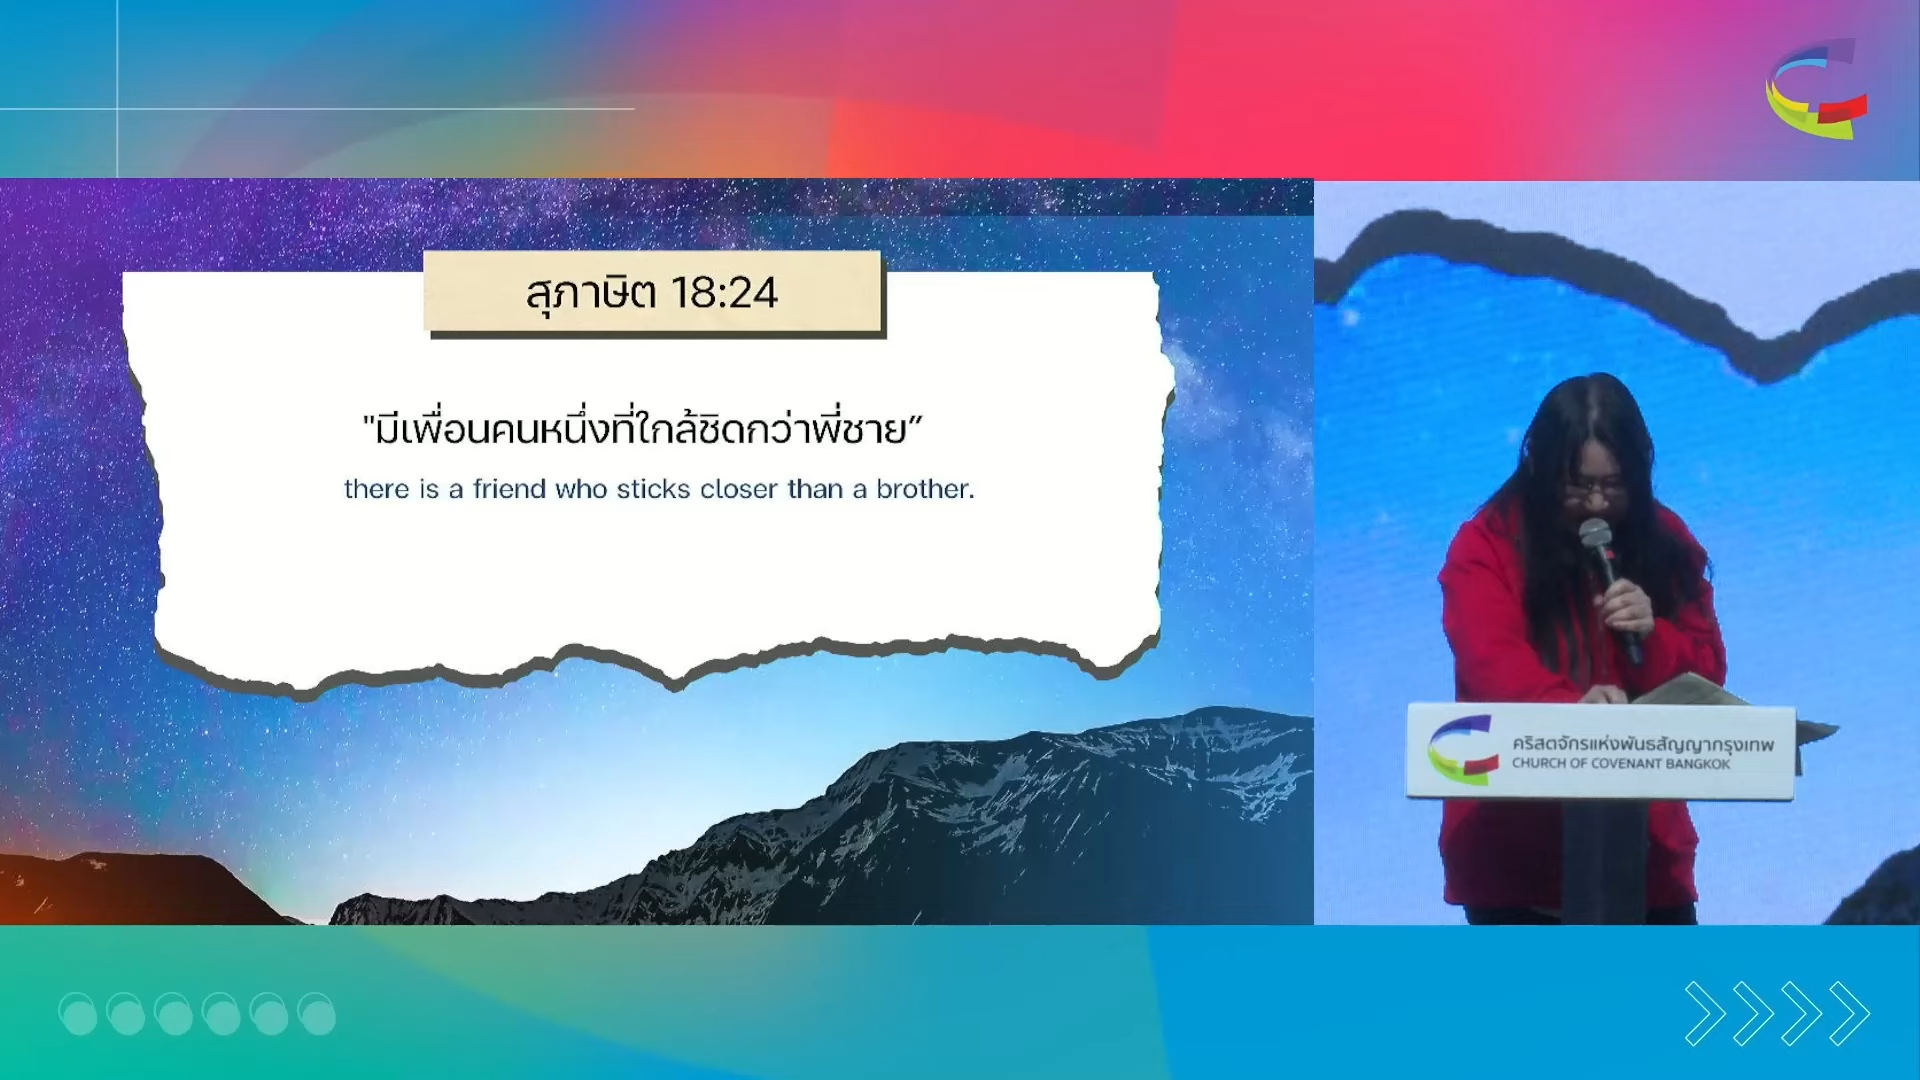 สุภาษิต 18:24
"มีเพื่อนคนหนึ่งที่ใกล้ชิดกว่าพี่ชาย”
there is a friend who sticks closer than a brother.
คริสตจักรแห่งพันธสัญญากรุงเทพ
CHURCH OF COVENANT BANGKOK